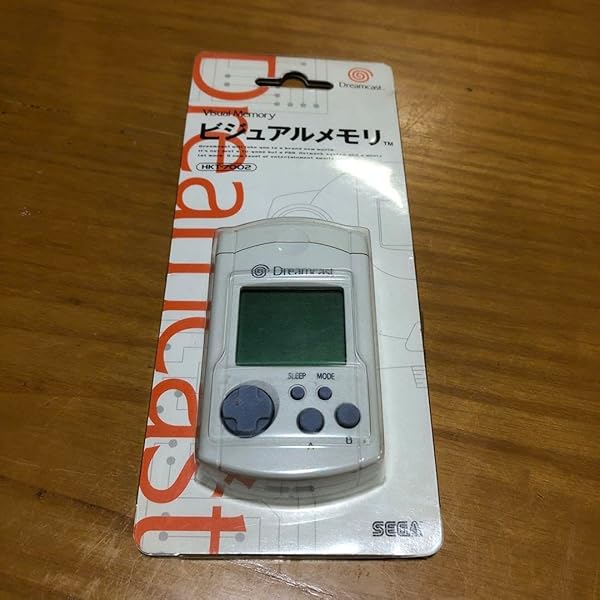 Dreamcast
Dreamcast
Visual Memory
ビジュアルメモリ™
HKT-7002
Dreamcast
SLEEP MODE
A B
SEGA